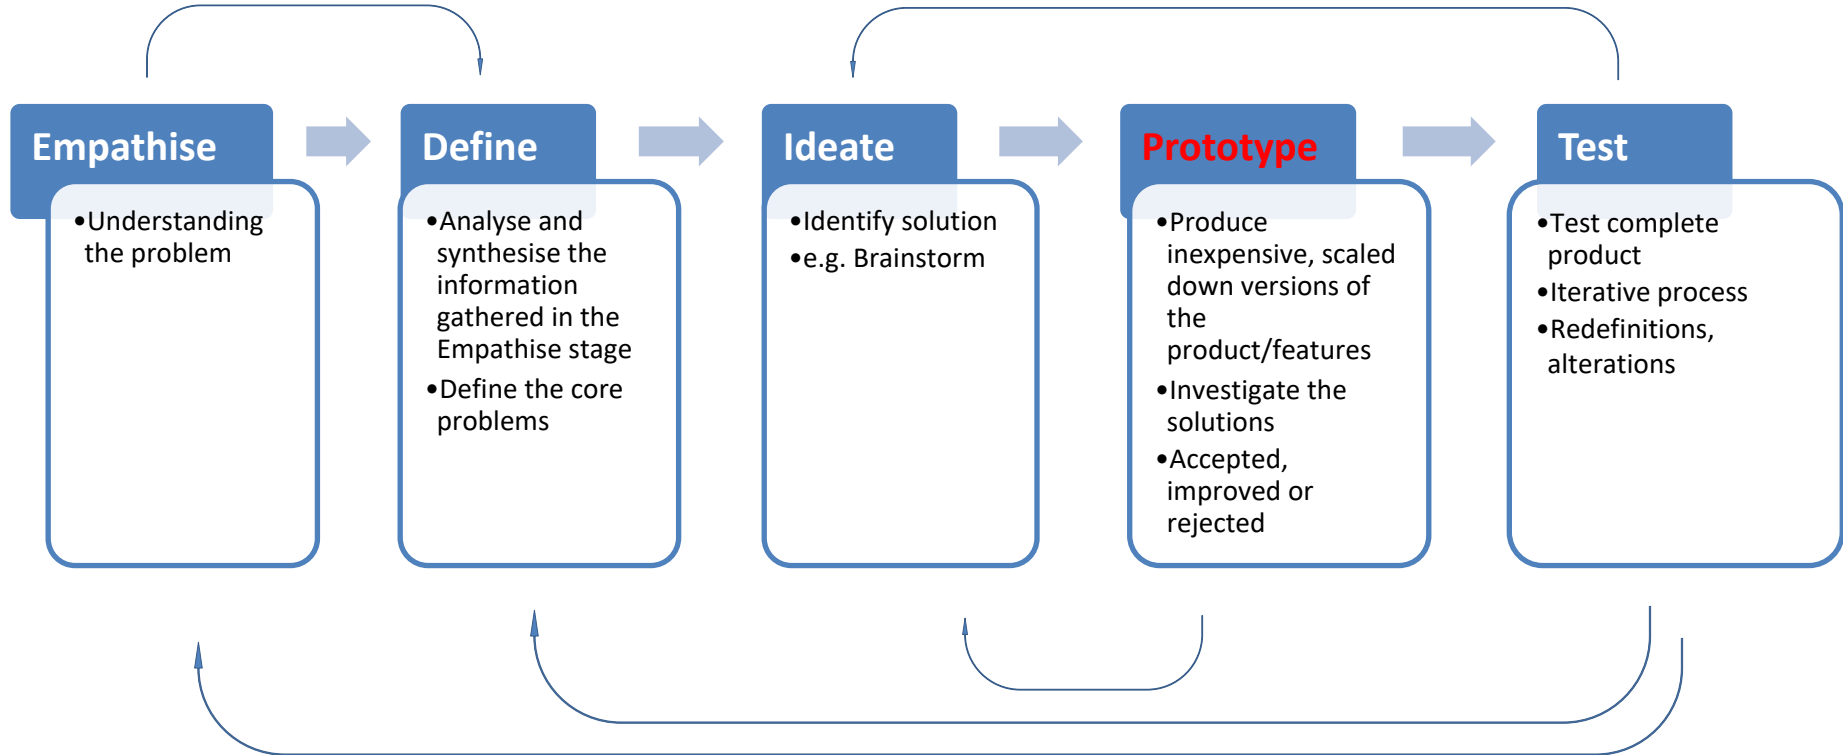 Empathise
•Understanding
the problem
Define
•Analyse and
synthesise the
information
gathered in the
Empathise stage
•Define the core
problems
Ideate
•Identify solution
•e.g. Brainstorm
Prototype
•Produce
inexpensive, scaled
down versions of
the
product/features
•Investigate the
solutions
•Accepted,
improved or
rejected
Test
•Test complete
product
•Iterative process
•Redefinitions,
alterations